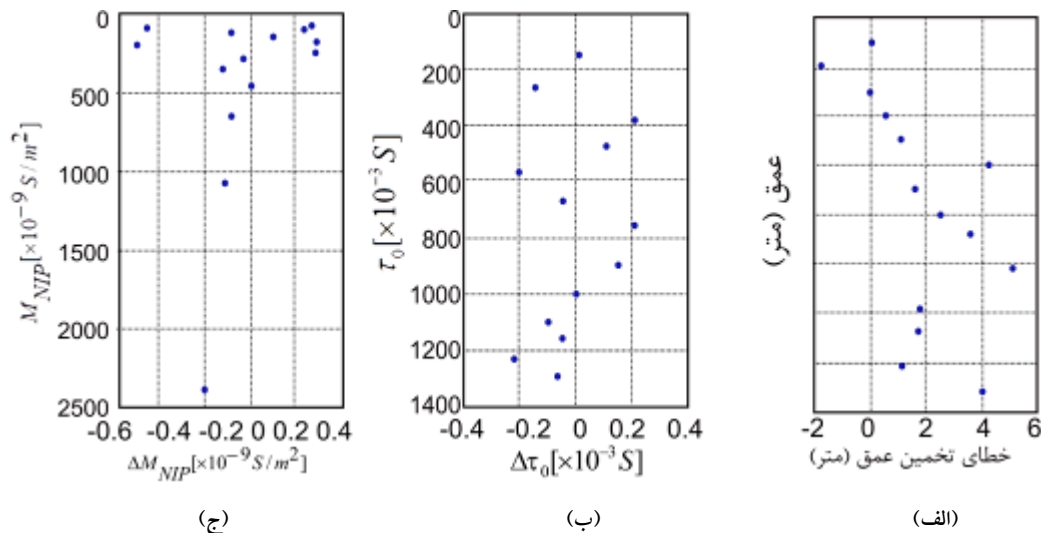 0
500
1000
1500
2000
2500
M_NIP[×10⁻⁹ S/m²]
-0.6 -0.4 -0.2 0 0.2 0.4
ΔM_NIP[×10⁻⁹ S/m²]
(ج)
0
200
400
600
800
1000
1200
1400
τ₀[×10⁻³ S]
-0.4 -0.2 0 0.2 0.4
Δτ₀[×10⁻³ S]
(ب)
عمق (متر)
-2 0 2 4 6
خطای تخمین عمق (متر)
(الف)